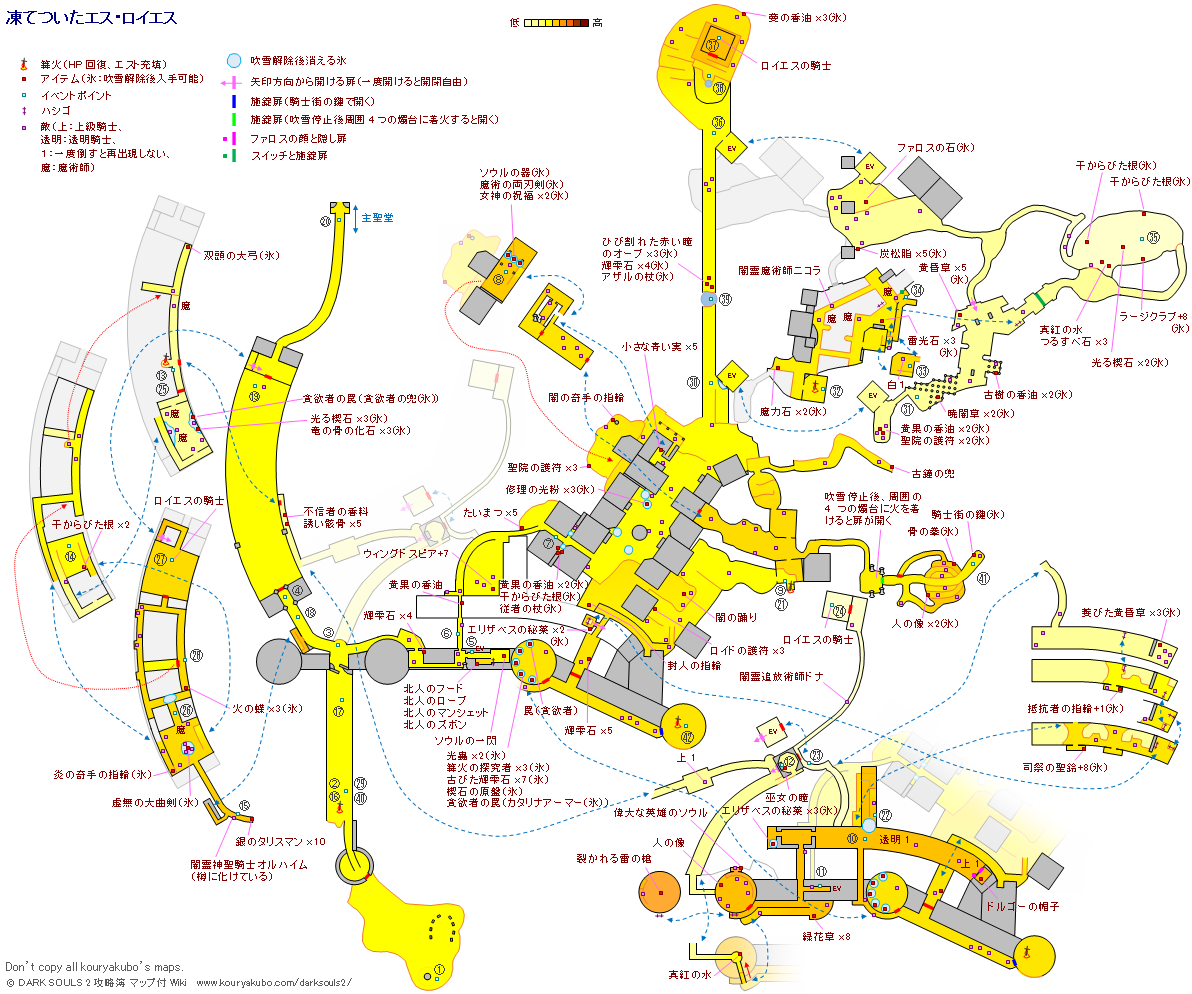 凍てついたエス・ロイエス
低 高
篝火(HP回復、エスト充填)
アイテム(氷:吹雪解除後入手可能)
イベントポイント
ハシゴ
敵(上:上級騎士、
透明:透明騎士、
1:一度倒すと再出現しない、
魔:魔術師)
吹雪解除後消える氷
矢印方向から開ける扉(一度開けると開閉自由)
施錠扉(騎士街の鍵で開く)
施錠扉(吹雪停止後周囲4つの燭台に着火すると開く)
ファロスの顔と隠し扉
スイッチと施錠扉
葵の香油 ×3(氷)
ロイエスの騎士
ファロスの石(氷)
干からびた根(氷)
干からびた根(氷)
ソウルの器(氷)
魔術の両刃剣(氷)
女神の祝福 ×2(氷)
主聖堂
双頭の大弓(氷)
ひび割れた赤い瞳
のオーブ ×3(氷)
輝雫石 ×4(氷)
アザルの杖(氷)
炭松脂 ×5(氷)
黄昏草 ×5
(氷)
闇霊魔術師ニコラ
ラージクラブ+8
(氷)
真紅の水
つるすべ石 ×3
光る楔石 ×2(氷)
雷光石 ×3
(氷)
白1
古樹の香油 ×2(氷)
暁闇草 ×2(氷)
魔力石 ×2(氷)
黄果の香油 ×2(氷)
聖院の護符 ×2(氷)
小さな青い実 ×5
闇の奇手の指輪
貪欲者の罠(貪欲者の兜(氷))
光る楔石 ×3(氷)
竜の骨の化石 ×3(氷)
聖院の護符 ×3
修理の光粉 ×3(氷)
古鐘の兜
吹雪停止後、周囲の
4つの燭台に火を着
けると扉が開く
騎士街の鍵(氷)
骨の拳(氷)
人の像 ×2(氷)
ロイエスの騎士
干からびた根 ×2
不信者の香料
誘い骸骨 ×5
たいまつ ×5
ウィングドスピア+7
黄果の香油
輝雫石 ×4
黄果の香油 ×2(氷)
干からびた根(氷)
従者の杖(氷)
エリザベスの秘薬 ×2
(氷)
闇の踊り
ロイドの護符 ×3
封人の指輪
ロイエスの騎士
闇霊追放術師ドナ
萎びた黄昏草 ×3(氷)
抵抗者の指輪+1(氷)
司祭の聖鈴+8(氷)
北人のフード
北人のローブ
北人のマンシェット
北人のズボン
罠(貪欲者)
輝雫石 ×5
ソウルの一閃
光蟲 ×2(氷)
篝火の探究者 ×3(氷)
古びた輝雫石 ×7(氷)
楔石の原盤(氷)
貪欲者の罠(カタリナアーマー(氷))
火の蝶 ×3(氷)
炎の奇手の指輪(氷)
虚無の大曲剣(氷)
銀のタリスマン ×10
闇霊神聖騎士オルハイム
(樽に化けている)
上1
巫女の瞳
エリザベスの秘薬 ×3(氷)
偉大な英雄のソウル
人の像
裂かれる雷の槍
透明1
上1
ドルゴーの帽子
緑花草 ×8
真紅の水
Don't copy all kouryakubo's maps.
© DARK SOULS 2 攻略簿 マップ付 Wiki www.kouryakubo.com/darksouls2/